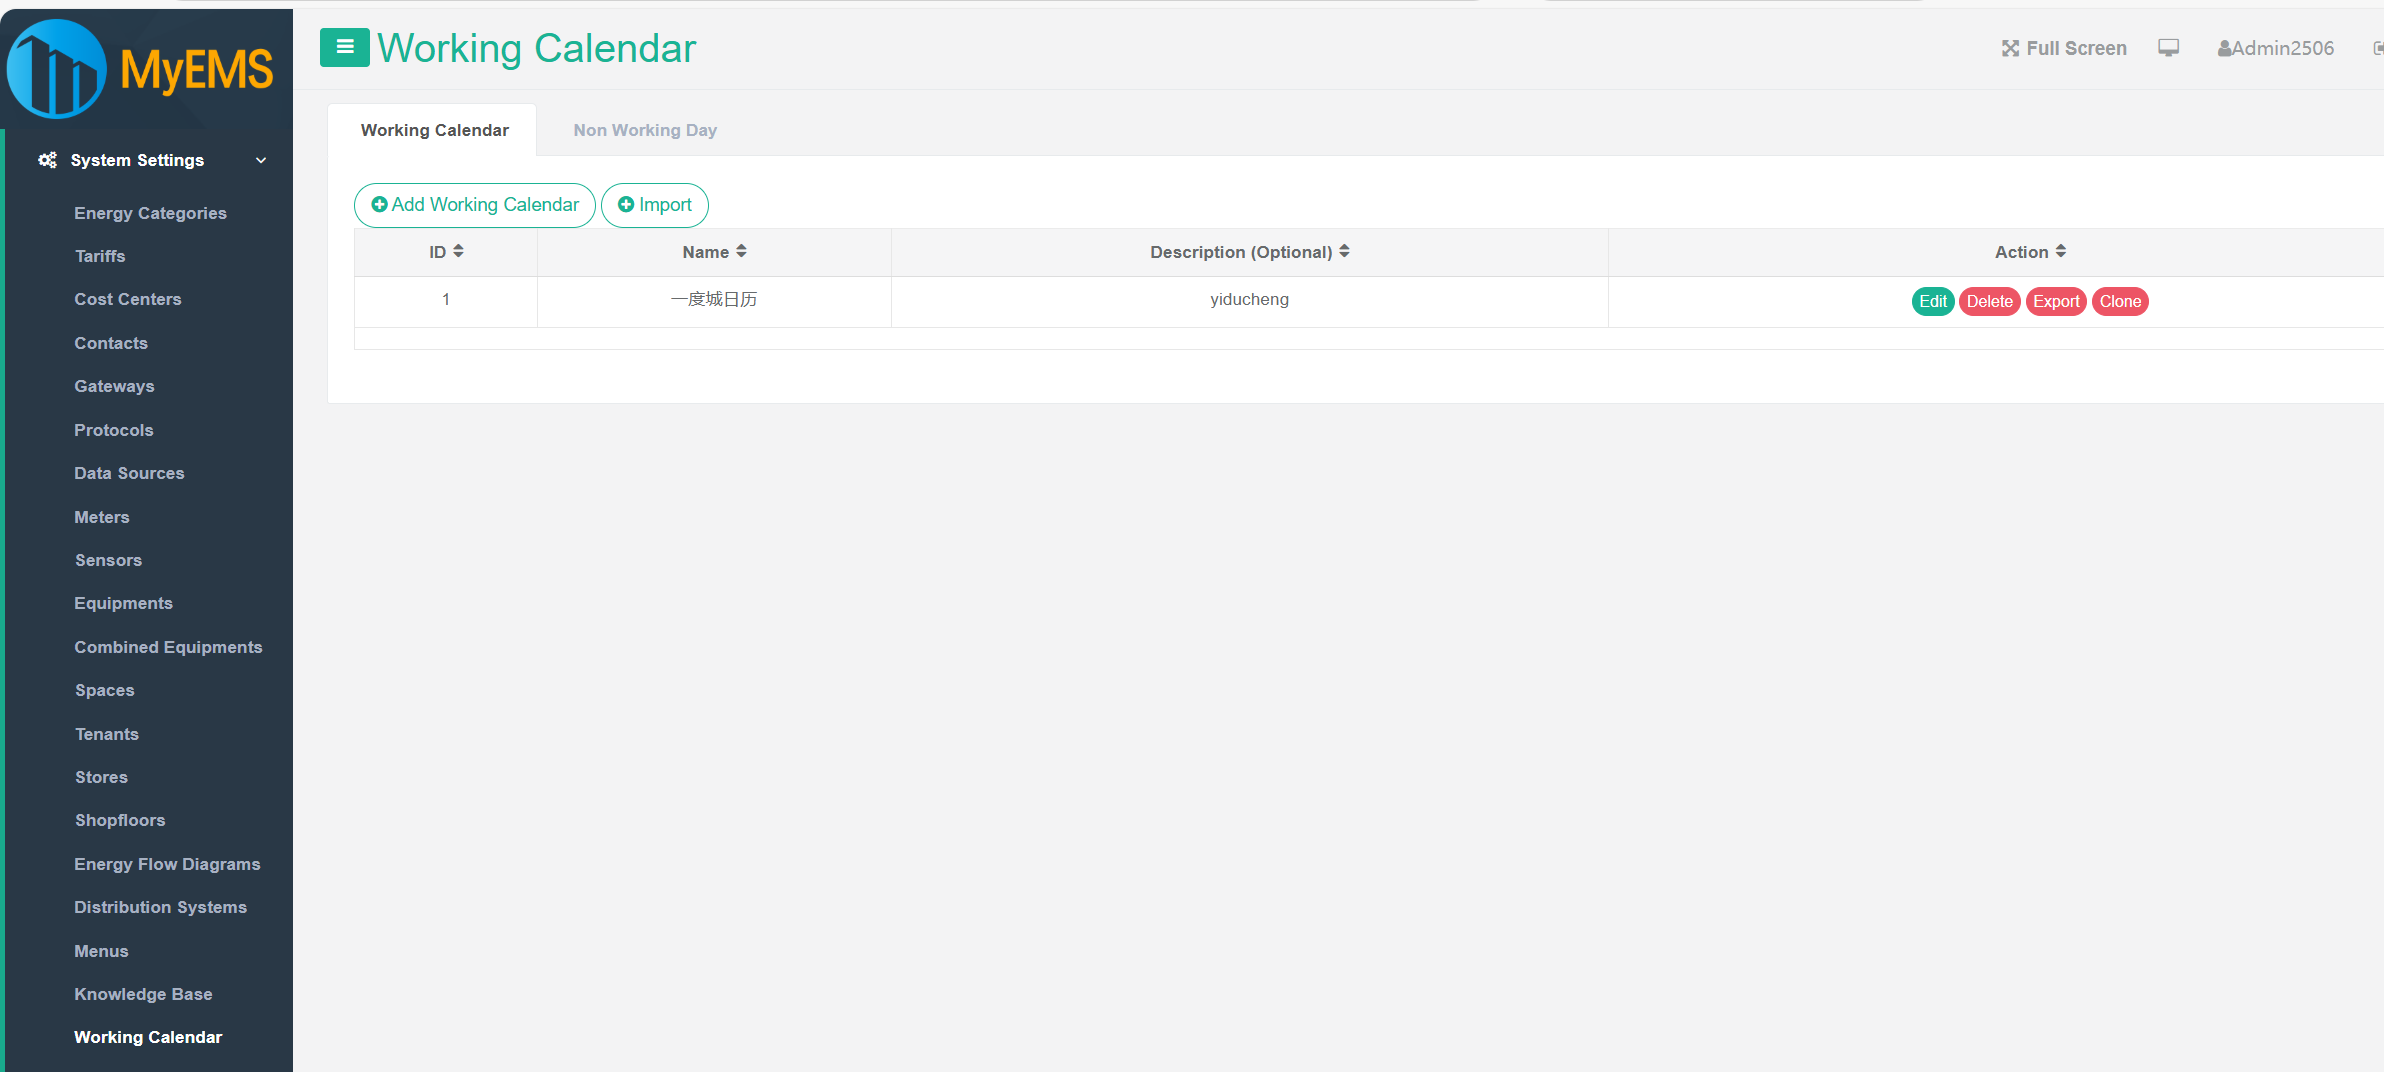 MyEMS
System Settings
Energy Categories
Tariffs
Cost Centers
Contacts
Gateways
Protocols
Data Sources
Meters
Sensors
Equipments
Combined Equipments
Spaces
Tenants
Stores
Shopfloors
Energy Flow Diagrams
Distribution Systems
Menus
Knowledge Base
Working Calendar
Working Calendar
Full Screen Admin2506
Working Calendar Non Working Day
Add Working Calendar Import
ID Name Description (Optional) Action
1 一度城日历 yiducheng Edit Delete Export Clone